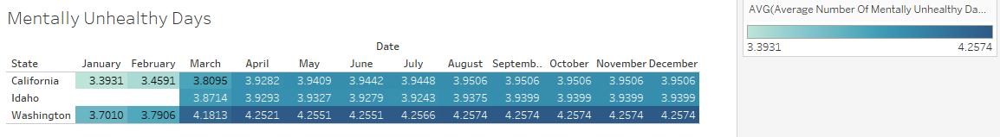 Mentally Unhealthy Days
AVG(Average Number Of Mentally Unhealthy Da...
3.3931 4.2574
Date
State January February March April May June July August Septemb.. October November December
California 3.3931 3.4591 3.8095 3.9282 3.9409 3.9442 3.9448 3.9506 3.9506 3.9506 3.9506 3.9506
Idaho 3.8714 3.9293 3.9327 3.9279 3.9243 3.9375 3.9399 3.9399 3.9399 3.9399
Washington 3.7010 3.7906 4.1813 4.2521 4.2551 4.2551 4.2566 4.2574 4.2574 4.2574 4.2574 4.2574